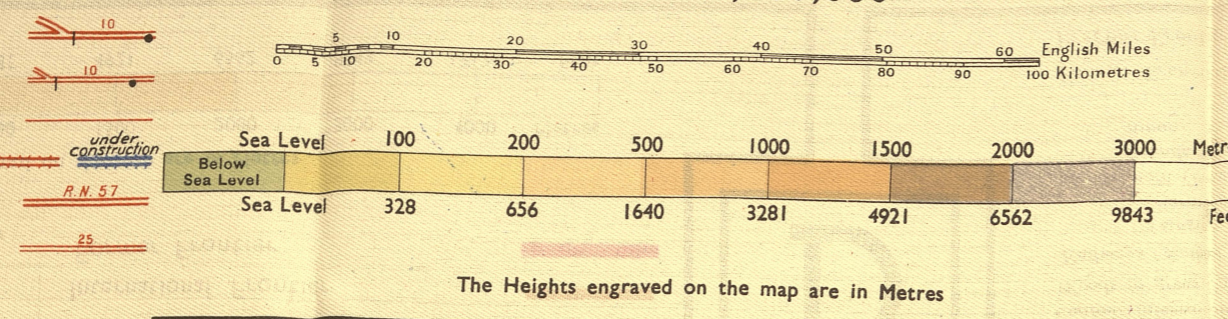 10
5 10 20 30 40 50 60 English Miles
0 5 10 20 30 40 50 60 70 80 90 100 Kilometres
10
under construction
Sea Level 100 200 500 1000 1500 2000 3000 Metr
Below
Sea Level
R.N. 57
Sea Level 328 656 1640 3281 4921 6562 9843 Fe
25
The Heights engraved on the map are in Metres